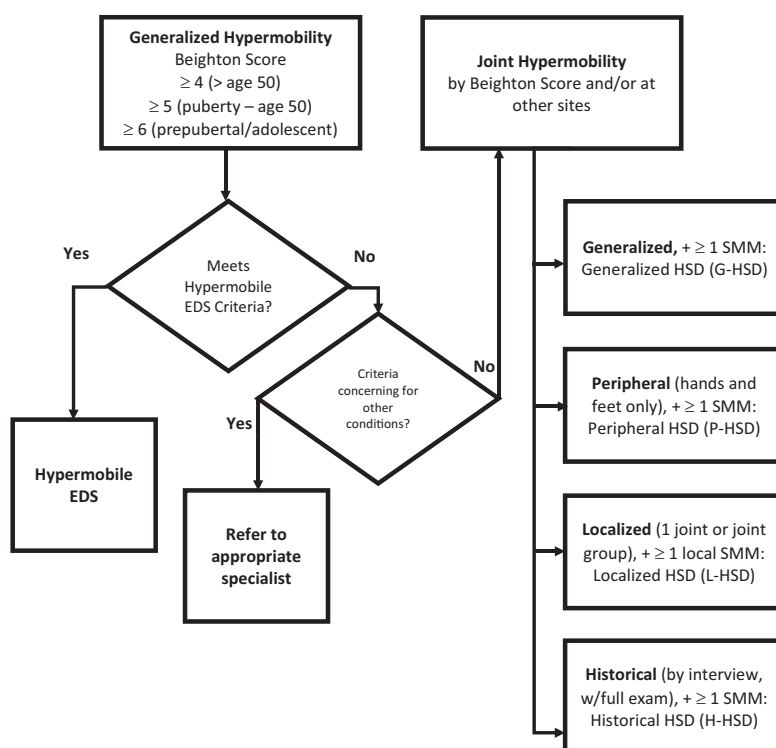 Generalized Hypermobility
Beighton Score
≥ 4 (> age 50)
≥ 5 (puberty – age 50)
≥ 6 (prepubertal/adolescent)
Joint Hypermobility
by Beighton Score and/or at
other sites
Yes
Meets
Hypermobile
EDS Criteria?
No
Generalized, + ≥ 1 SMM:
Generalized HSD (G-HSD)
Criteria
concerning for
other
conditions?
No
Yes
Peripheral (hands and
feet only), + ≥ 1 SMM:
Peripheral HSD (P-HSD)
Hypermobile
EDS
Refer to
appropriate
specialist
Localized (1 joint or joint
group), + ≥ 1 local SMM:
Localized HSD (L-HSD)
Historical (by interview,
w/full exam), + ≥ 1 SMM:
Historical HSD (H-HSD)